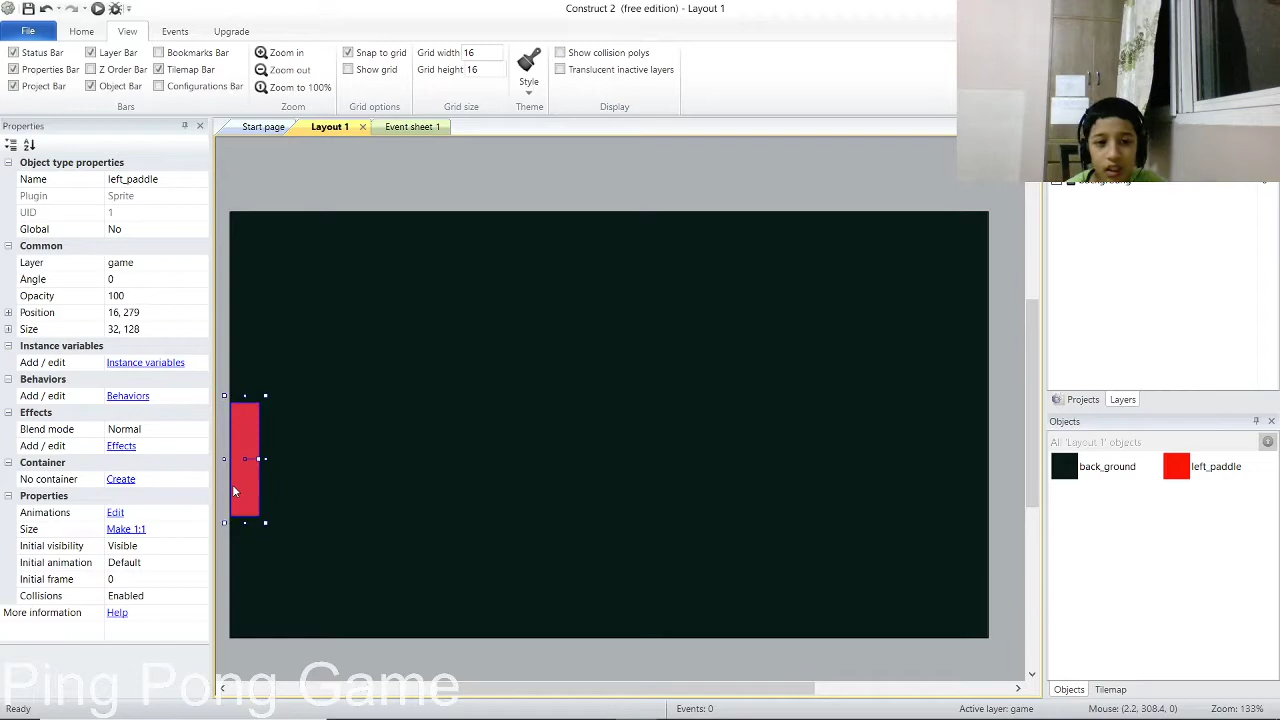 Construct 2 (free edition) - Layout 1
File Home View Events Upgrade
Status Bar Layer Bar Bookmarks Bar Zoom in Snap to grid Grid width 16 Show collision polys
Properties Bar Z Order Bar Tilemap Bar Zoom out Show grid Grid height 16 Translucent inactive layers
Project Bar Object Bar Configurations Bar Zoom to 100% Style
Bars Zoom Grid options Grid size Theme Display
Properties
Start page Layout 1 Event sheet 1
Object type properties
Name left_paddle
Plugin Sprite
UID 1
Global No
Common
Layer game
Angle 0
Opacity 100
Position 16, 279
Size 32, 128
Instance variables
Add / edit Instance variables
Behaviors
Add / edit Behaviors
Effects
Blend mode Normal
Add / edit Effects
Container
No container Create
Properties
Animations Edit
Size Make 1:1
Initial visibility Visible
Initial animation Default
Initial frame 0
Collisions Enabled
More information Help
Projects Layers
Objects
All 'Layout 1' objects
back_ground left_paddle
Objects Tilemap
Ping Pong Game
Ready Events: 0 Active layer: game Mouse: (2.2, 308.4, 0) Zoom: 133%